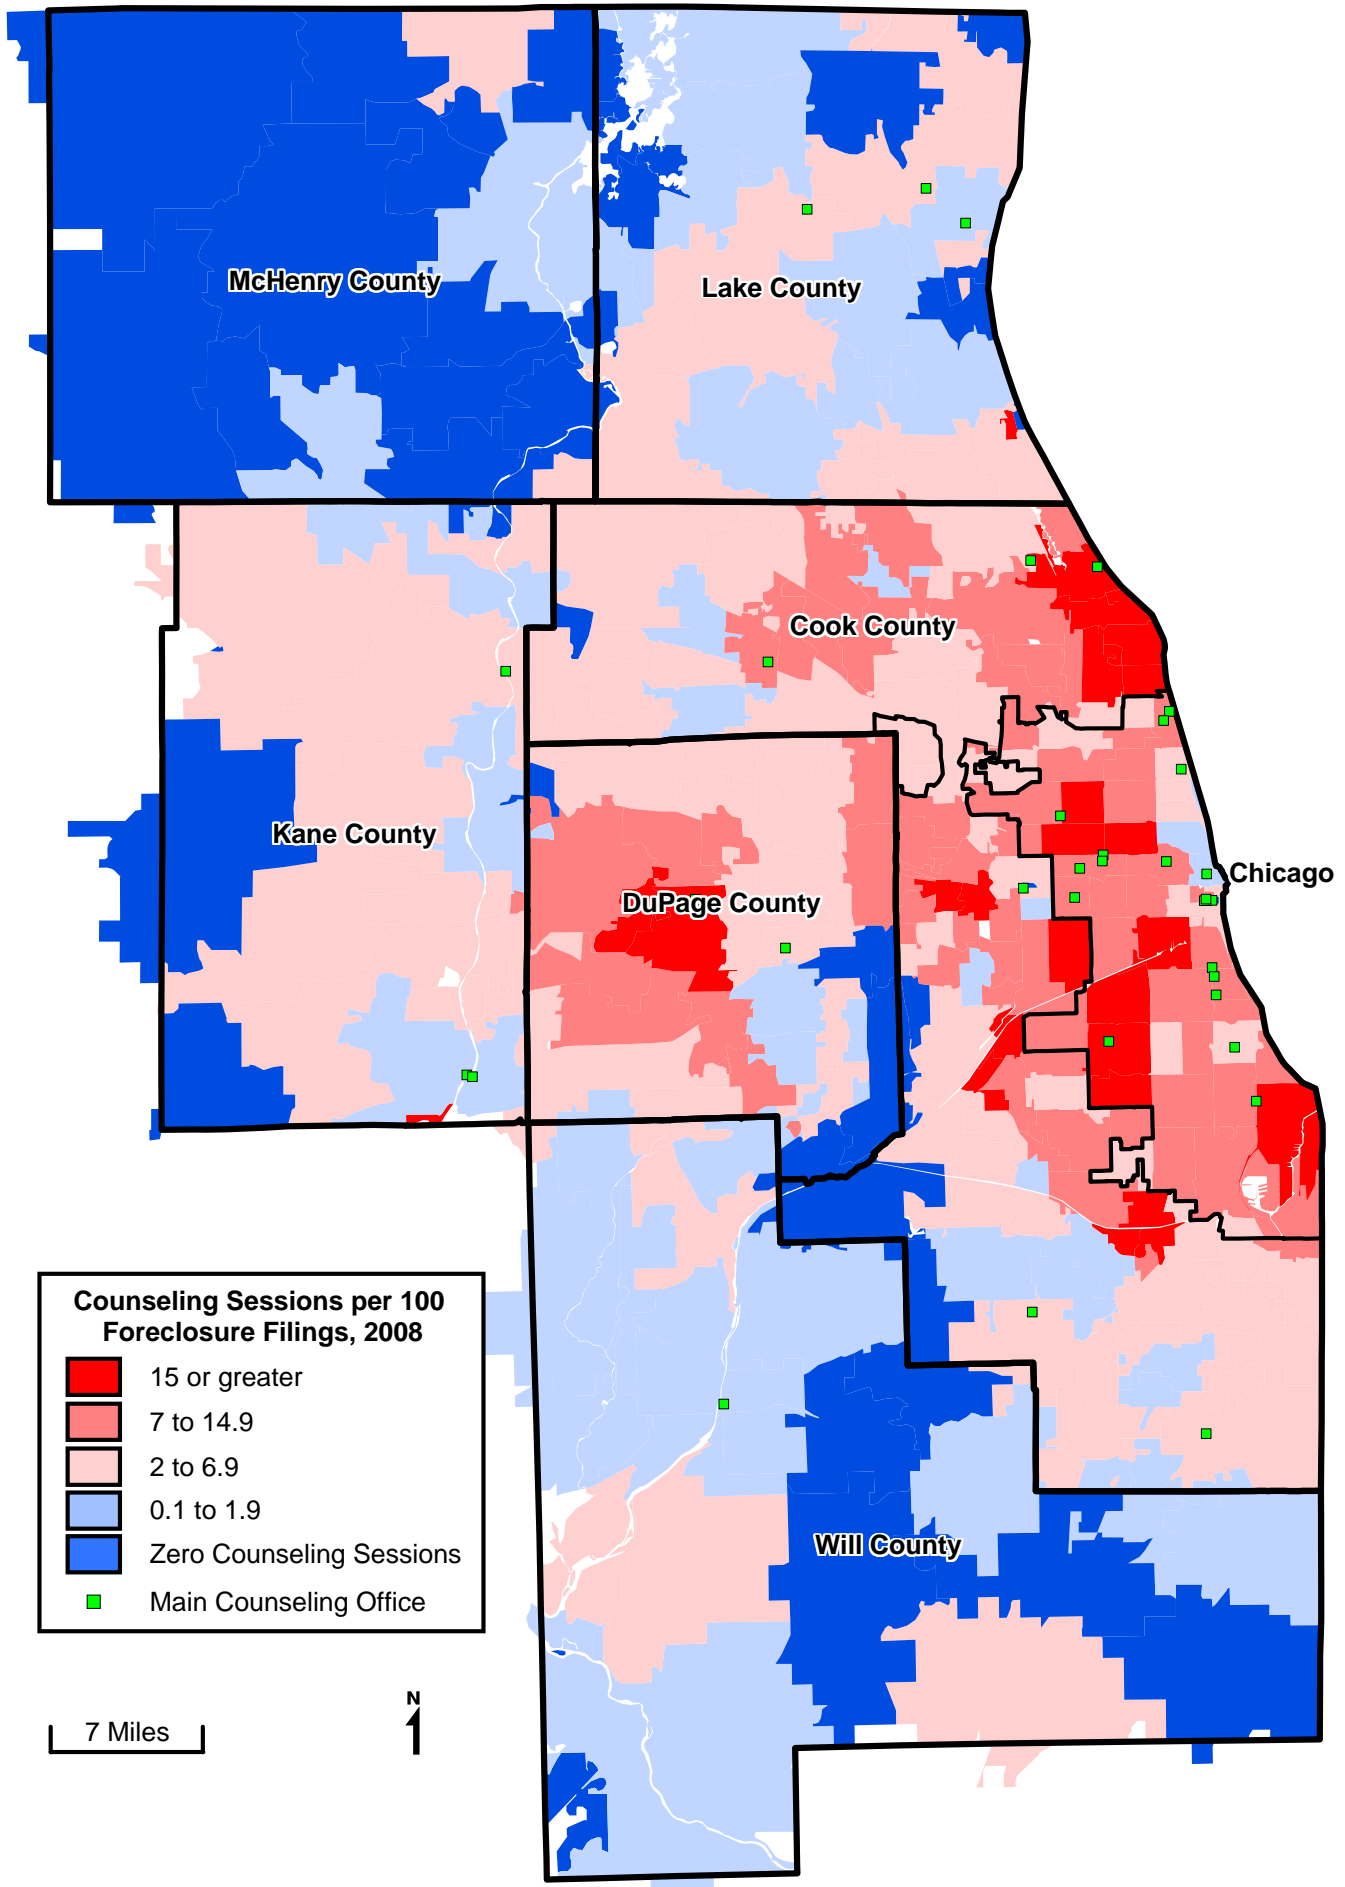 McHenry County
Lake County
Cook County
Kane County
DuPage County
Chicago
Counseling Sessions per 100
Foreclosure Filings, 2008
15 or greater
7 to 14.9
2 to 6.9
0.1 to 1.9
Zero Counseling Sessions
Main Counseling Office
Will County
N
7 Miles